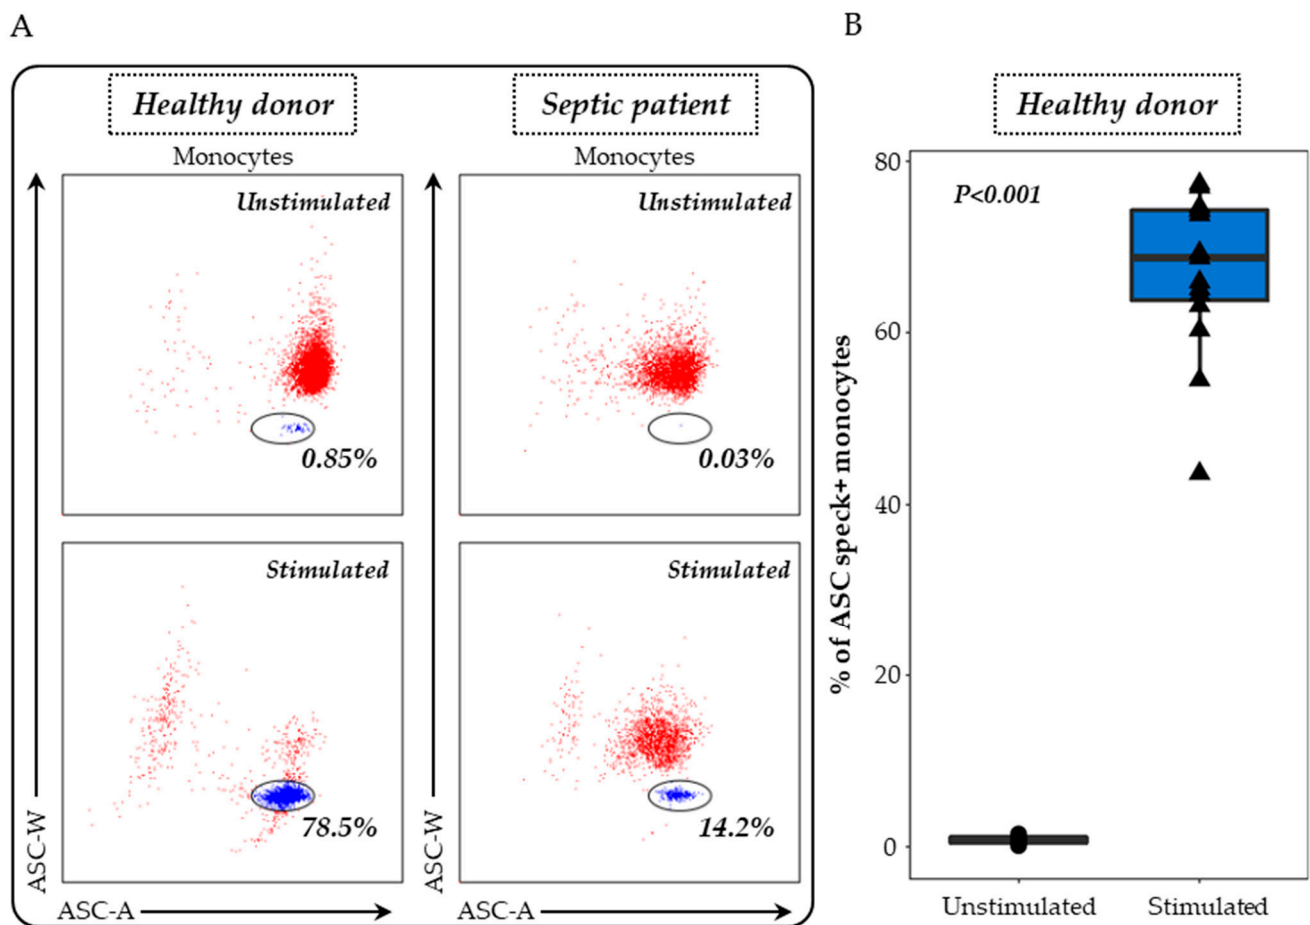 A
Healthy donor
Septic patient
Monocytes
Monocytes
Unstimulated
0.85%
Unstimulated
0.03%
Stimulated
78.5%
Stimulated
14.2%
ASC-W
ASC-W
ASC-A
ASC-A
B
Healthy donor
P<0.001
% of ASC speck+ monocytes
80
60
40
20
0
Unstimulated
Stimulated